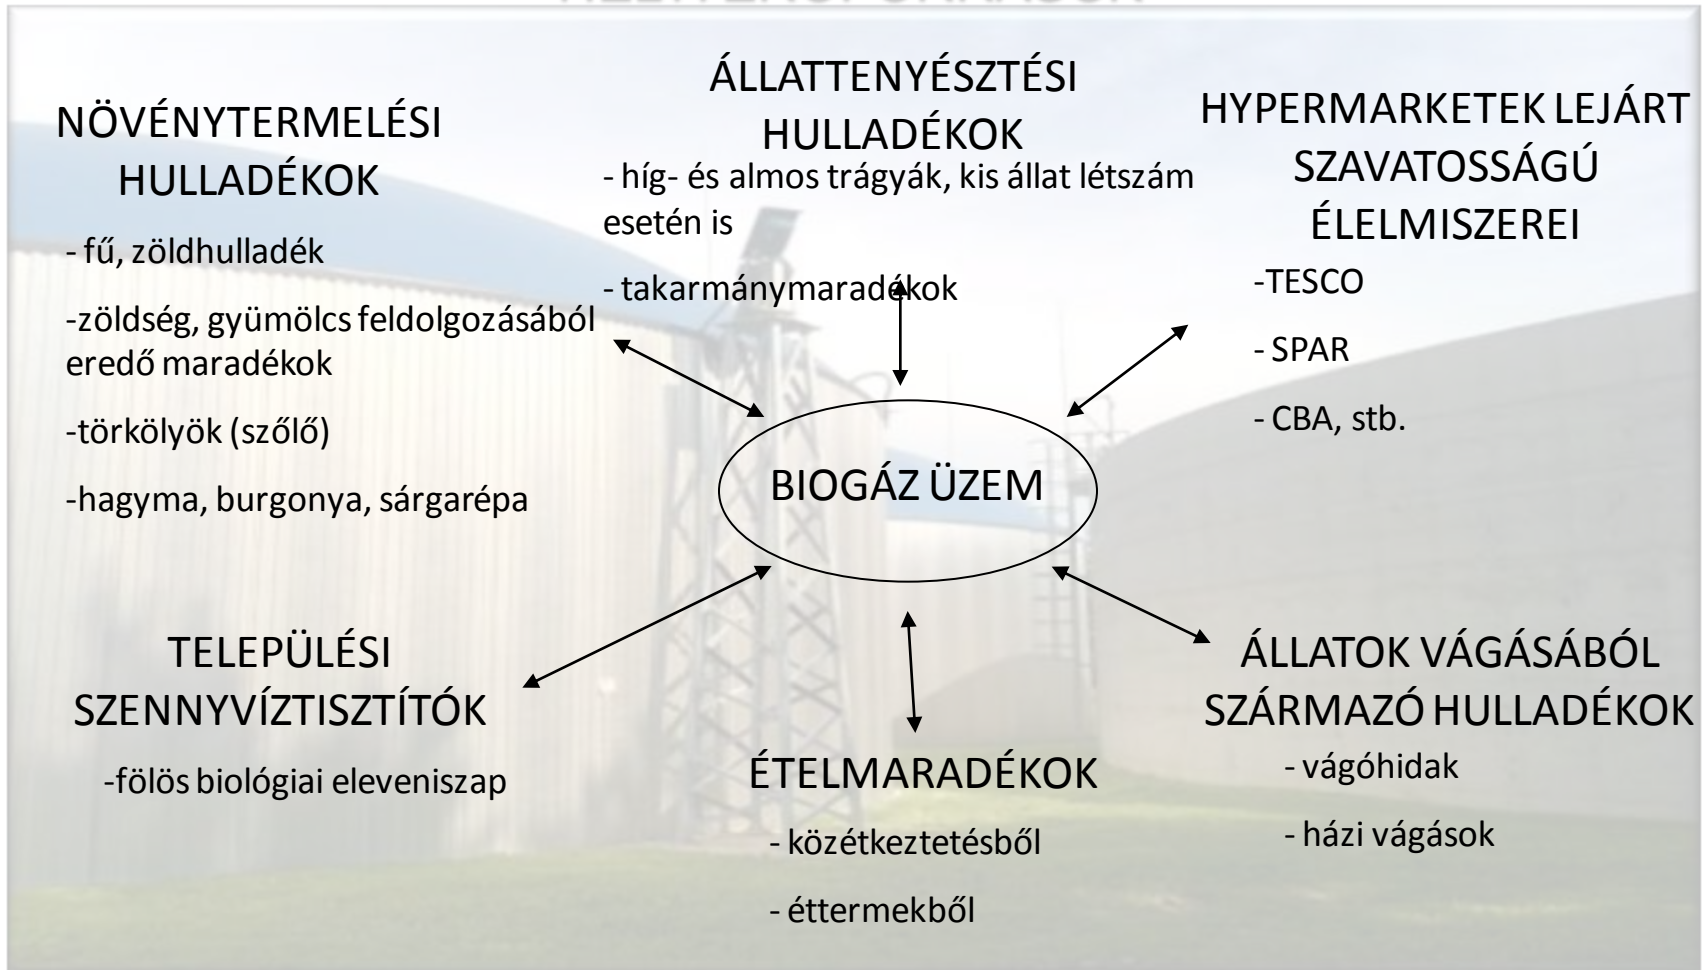 NÖVÉNYTERMELÉSI
HULLADÉKOK
- fű, zöldhulladék
-zöldség, gyümölcs feldolgozásából
eredő maradékok
-törkölyök (szőlő)
-hagyma, burgonya, sárgarépa
ÁLLATTENYÉSZTÉSI
HULLADÉKOK
- híg- és almos trágyák, kis állat létszám
esetén is
- takarmánymaradékok
HYPERMARKETEK LEJÁRT
SZAVATOSSÁGÚ
ÉLELMISZEREI
-TESCO
- SPAR
- CBA, stb.
BIOGÁZ ÜZEM
TELEPÜLÉSI
SZENNYVÍZTISZTÍTÓK
-fölös biológiai eleveniszap
ÉTELMARADÉKOK
- közétkeztetésből
- éttermekből
ÁLLATOK VÁGÁSÁBÓL
SZÁRMAZÓ HULLADÉKOK
- vágóhidak
- házi vágások